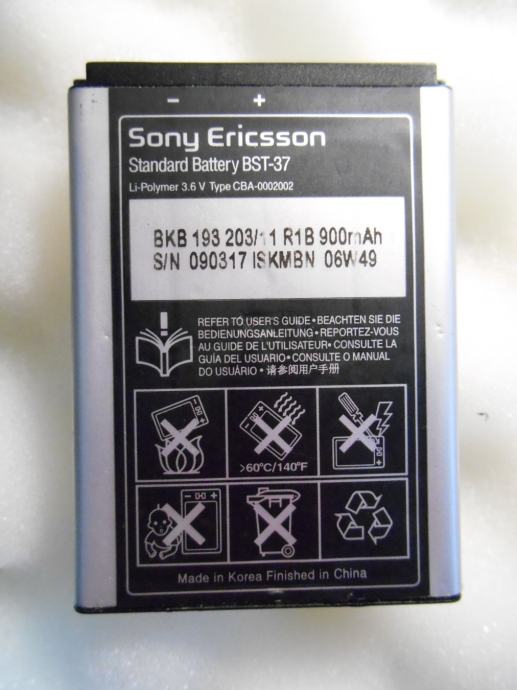 - +
Sony Ericsson
Standard Battery BST-37
Li-Polymer 3.6 V Type CBA-0002002
BKB 193 203/11 R1B 900mAh
S/N 090317 ISKMBN 06W49
REFER TO USER'S GUIDE • BEACHTEN SIE DIE
BEDIENUNGSANLEITUNG • REPORTEZ-VOUS
AU GUIDE DE L'UTILISATEUR • CONSULTE LA
GUÍA DEL USUARIO • CONSULTE O MANUAL
DO USUÁRIO • 请参阅用户手册
>60°C/140°F
Made in Korea Finished in China